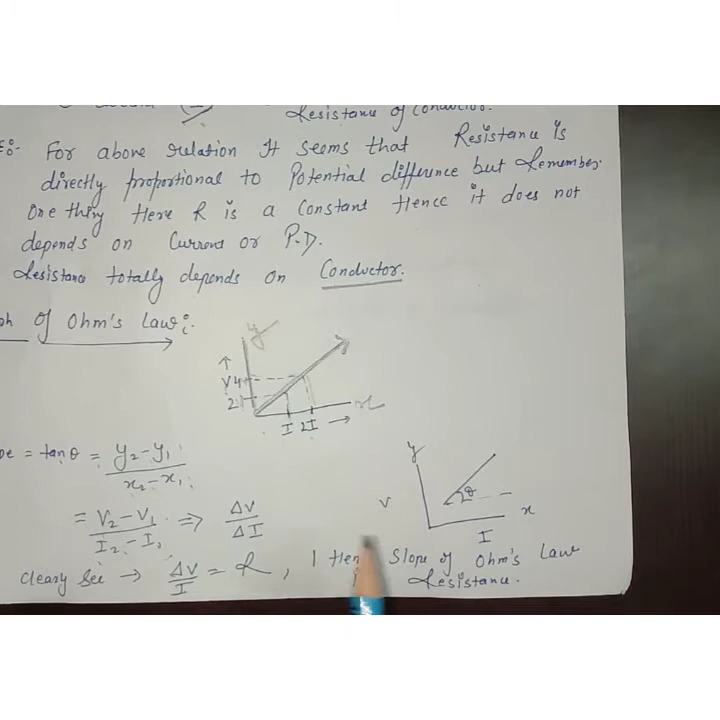 Resistance of Conductor.
For above relation It seems that Resistance is
directly proportional to Potential difference but Remember
One thing Here R is a Constant Hence it does not
depends on Current or P.D.
Resistance totally depends on Conductor.
Of Ohm's Law:
y
V 4
2
x
I 2I
= tan θ = y₂-y₁ / x₂-x₁
= V₂-V₁ / I₂-I₁ ⇒ ΔV / ΔI
y
θ
V
x
I
Cleary See → ΔV / I = R, Slope of Ohm's Law
Resistance.